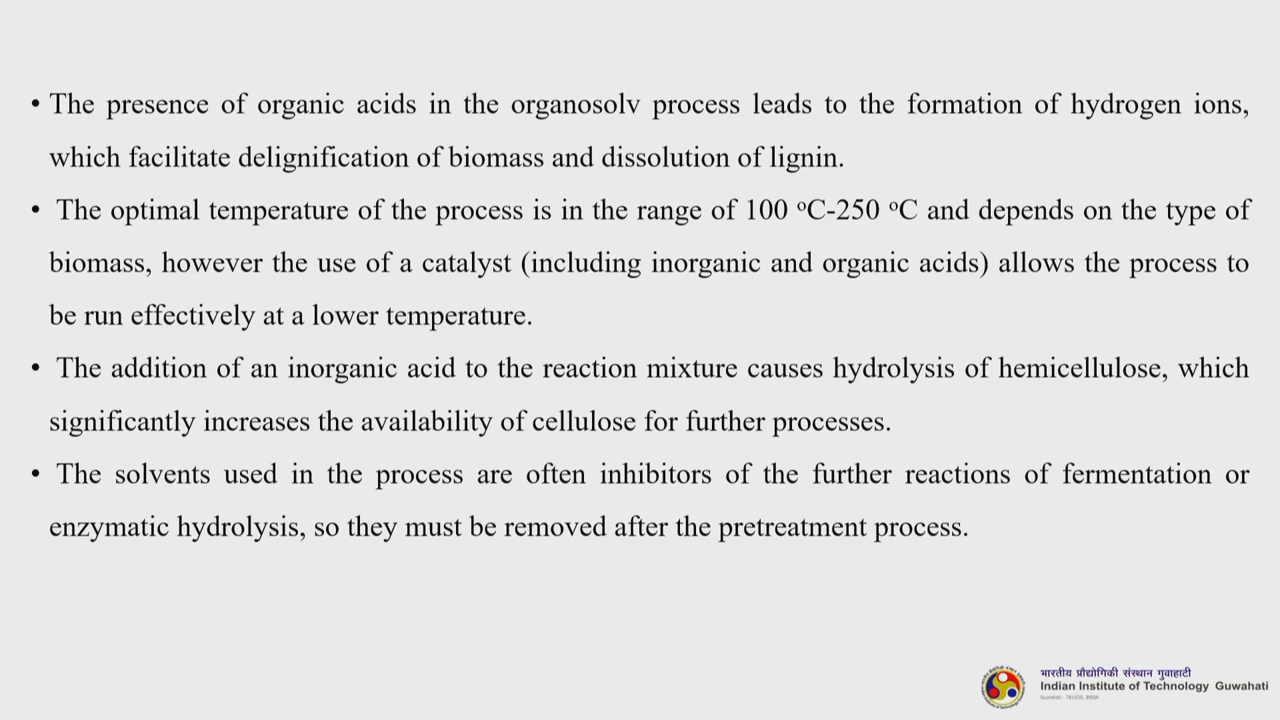 • The presence of organic acids in the organosolv process leads to the formation of hydrogen ions,
which facilitate delignification of biomass and dissolution of lignin.
• The optimal temperature of the process is in the range of 100 ᵒC-250 ᵒC and depends on the type of
biomass, however the use of a catalyst (including inorganic and organic acids) allows the process to
be run effectively at a lower temperature.
• The addition of an inorganic acid to the reaction mixture causes hydrolysis of hemicellulose, which
significantly increases the availability of cellulose for further processes.
• The solvents used in the process are often inhibitors of the further reactions of fermentation or
enzymatic hydrolysis, so they must be removed after the pretreatment process.
भारतीय प्रौद्योगिकी संस्थान गुवाहाटी
Indian Institute of Technology Guwahati